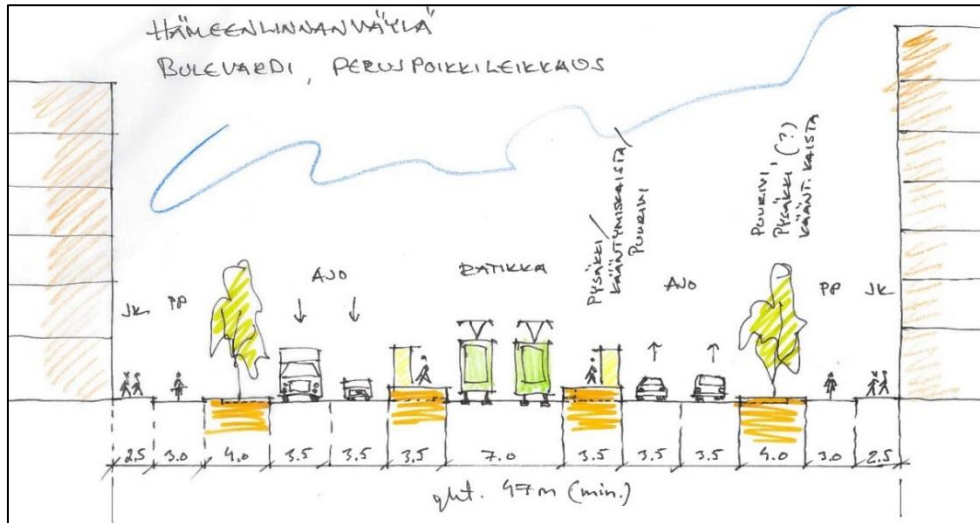 HÄMEENLINNANVÄYLÄ
BULEVARDI, PERUSPOIKKILEIKKAUS
PYSÄKKI/
KÄÄNTYMISKAISTA/
PUURIVI
PUURIVI,
PYSÄKKI (?)
KÄÄNT. KAISTA
JK PP AJO RATIKKA AJO PP JK
2.5 3.0 4.0 3.5 3.5 3.5 7.0 3.5 3.5 3.5 4.0 3.0 2.5
yht. 47m (min.)